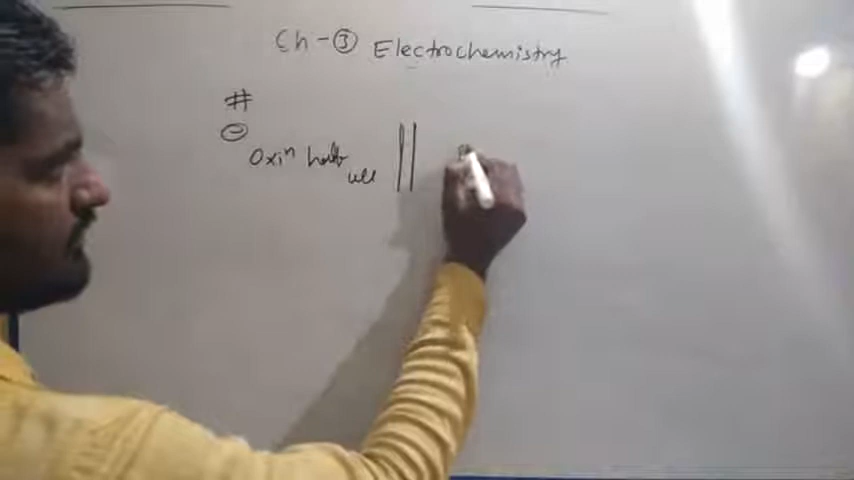 Ch - ③ Electrochemistry
#
⊖
Oxiⁿ half ||
cell